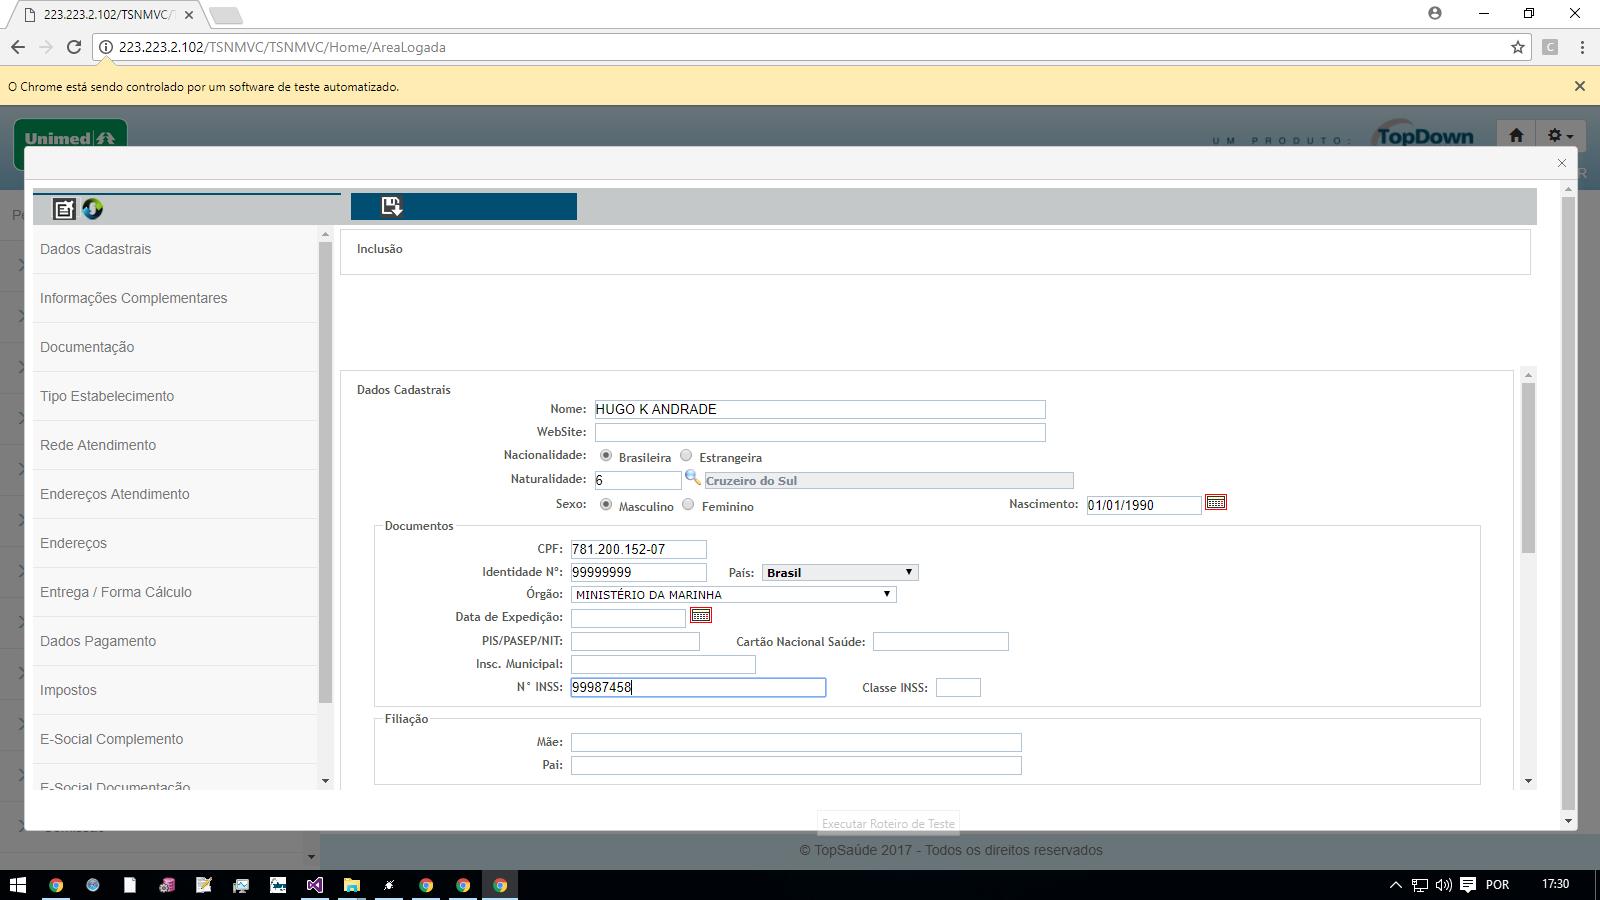 223.223.2.102/TSNMVC/T
223.223.2.102/TSNMVC/TSNMVC/Home/AreaLogada
C
O Chrome está sendo controlado por um software de teste automatizado.
Unimed
UM PRODUTO: TopDown
Inclusão
Dados Cadastrais
Informações Complementares
Documentação
Tipo Estabelecimento
Rede Atendimento
Endereços Atendimento
Endereços
Entrega / Forma Cálculo
Dados Pagamento
Impostos
E-Social Complemento
E-Social Documentação
Dados Cadastrais
Nome: HUGO K ANDRADE
WebSite:
Nacionalidade: Brasileira Estrangeira
Naturalidade: 6 Cruzeiro do Sul
Sexo: Masculino Feminino Nascimento: 01/01/1990
Documentos
CPF: 781.200.152-07
Identidade Nº: 99999999 País: Brasil
Órgão: MINISTÉRIO DA MARINHA
Data de Expedição:
PIS/PASEP/NIT: Cartão Nacional Saúde:
Insc. Municipal:
N° INSS: 99987458 Classe INSS:
Filiação
Mãe:
Pai:
Executar Roteiro de Teste
© TopSaúde 2017 - Todos os direitos reservados
POR 17:30